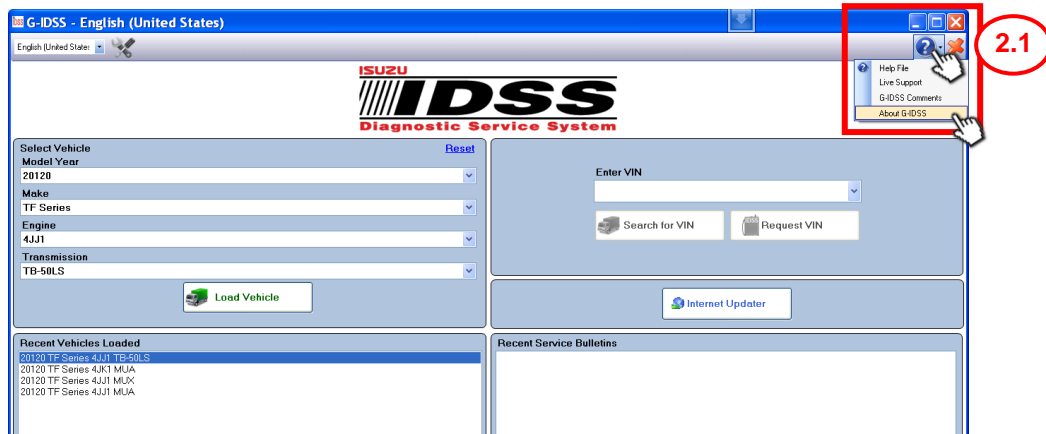 G-IDSS - English (United States)
English (United State:
2.1
Help File
Live Support
G-IDSS Comments
About G-IDSS
ISUZU
IDSS
Diagnostic Service System
Select Vehicle
Reset
Model Year
20120
Make
TF Series
Engine
4JJ1
Transmission
TB-50LS
Load Vehicle
Enter VIN
Search for VIN
Request VIN
Internet Updater
Recent Vehicles Loaded
20120 TF Series 4JJ1 TB-50LS
20120 TF Series 4JK1 MUA
20120 TF Series 4JJ1 MUX
20120 TF Series 4JJ1 MUA
Recent Service Bulletins